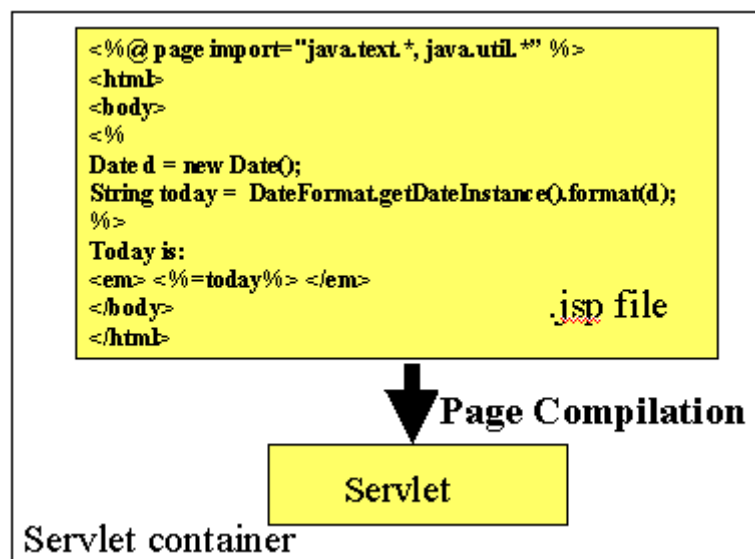 <%@ page import="java.text.*, java.util.*” %>
<html>
<body>
<%
Date d = new Date();
String today =  DateFormat.getDateInstance().format(d);
%>
Today is:
<em> <%=today%> </em>
</body>
</html>
.jsp file
Page Compilation
Servlet
Servlet container